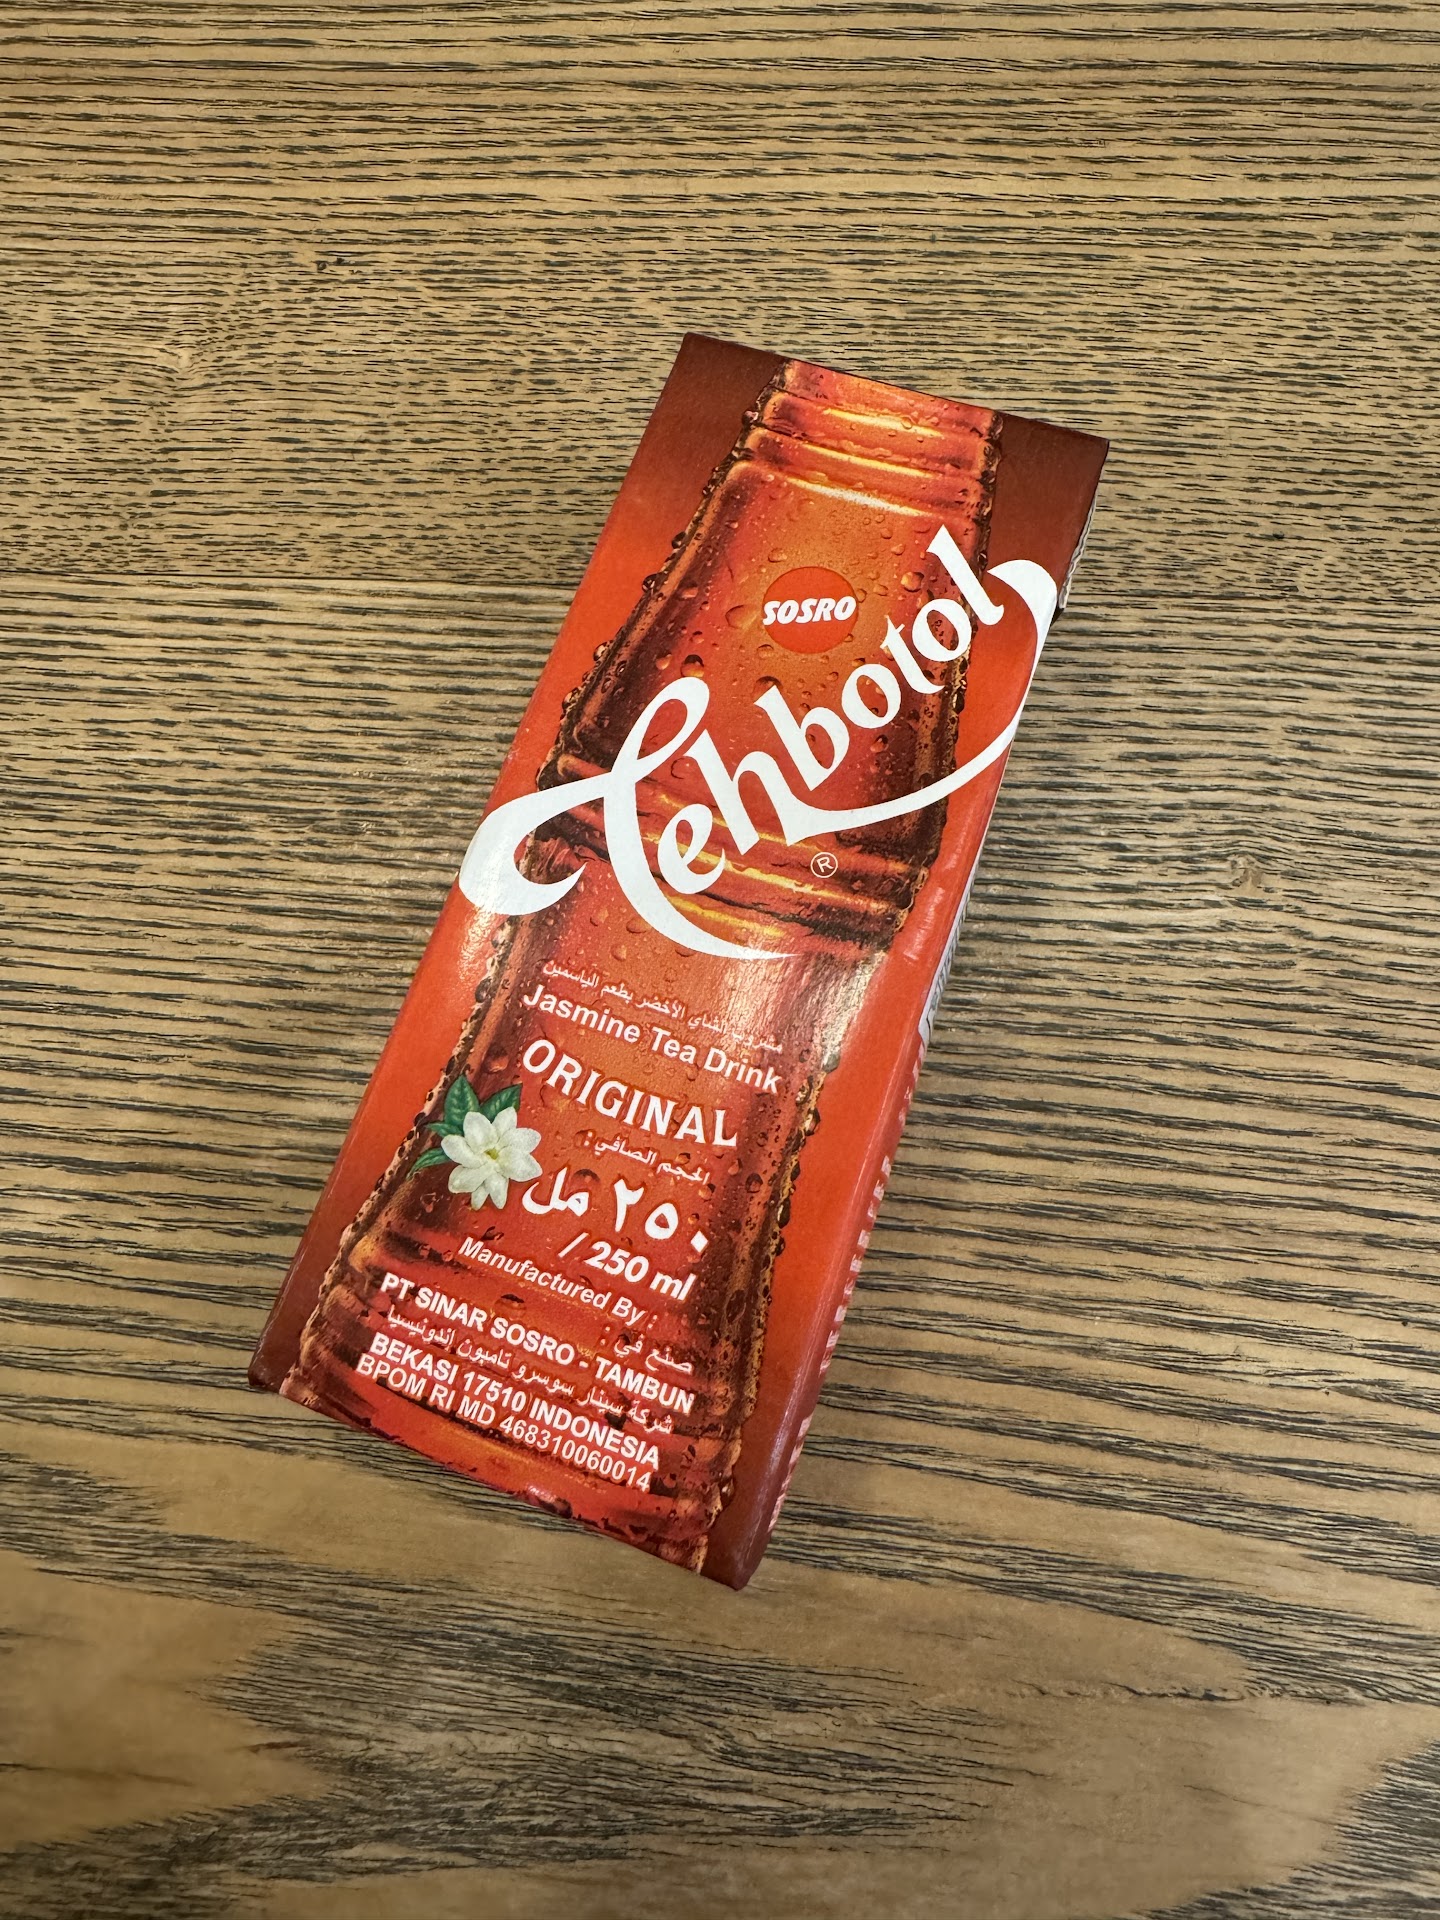 SOSRO
Tehbotol
®
مشروب الشاي الأخضر بطعم الياسمين
Jasmine Tea Drink
ORIGINAL
الحجم الصافي :
٢٥٠ مل
/ 250 ml
Manufactured By :
صنع في :
PT SINAR SOSRO - TAMBUN
شركة سينار سوسرو تامبون إندونيسيا
BEKASI 17510 INDONESIA
BPOM RI MD 468310060014